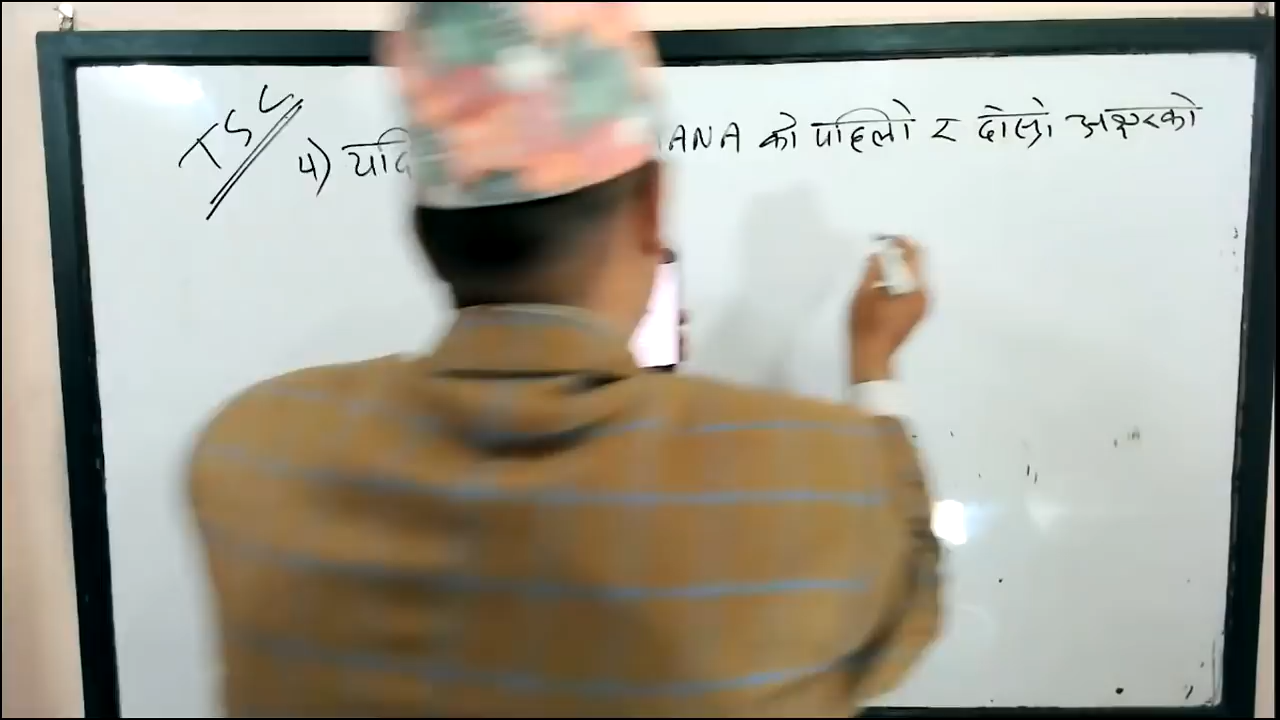 TSC
५) यदि ANA को पहिलो र दोस्रो अक्षरको